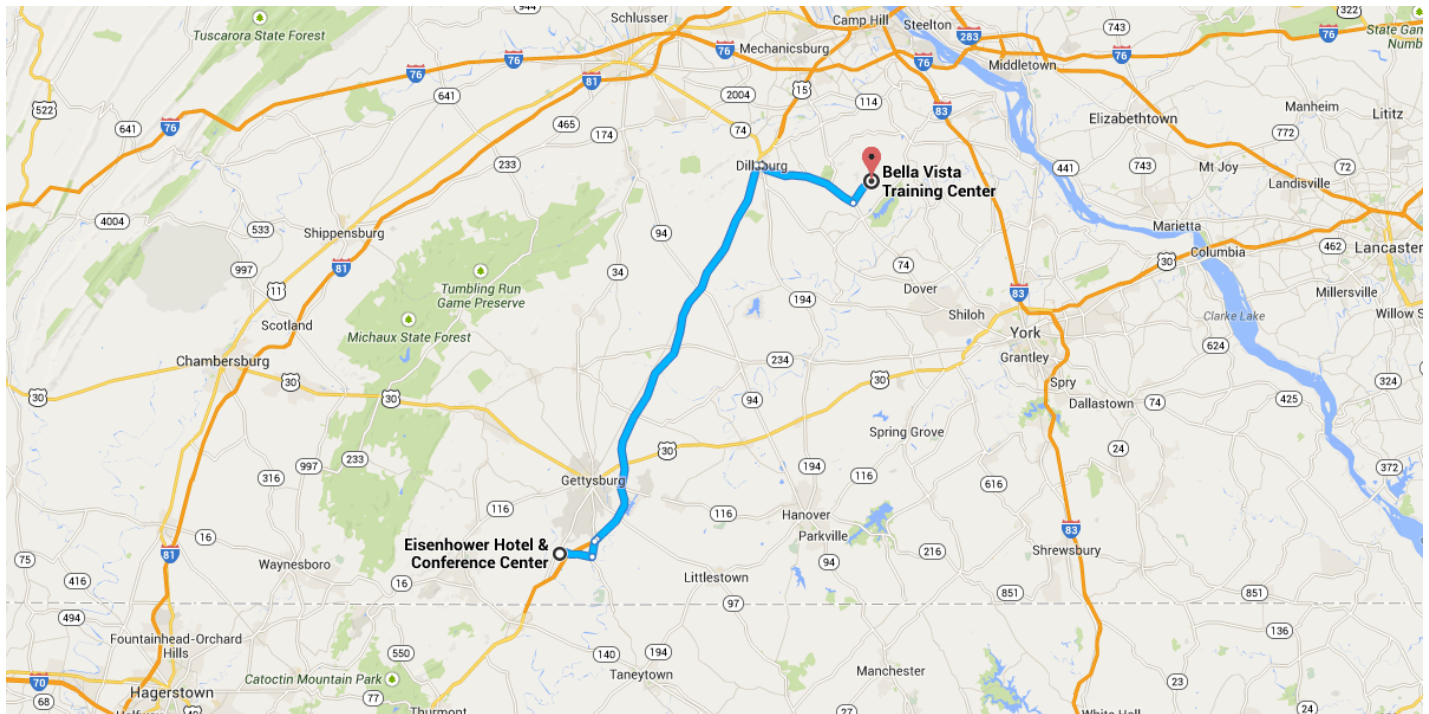 Schlusser
Camp Hill
Steelton
322
743
Tuscarora State Forest
74
283
76
State Gam
Numb
Mechanicsburg
76
76
76
76
Middletown
76
81
15
522
641
2004
114
83
Manheim
Lititz
641
76
465
174
74
Elizabethtown
772
233
Dillsburg
441
743
Mt Joy
72
Bella Vista
Training Center
Landisville
4004
533
Shippensburg
94
Marietta
462
Columbia
Lancaster
997
81
34
74
30
11
Tumbling Run
Game Preserve
Dover
83
Millersville
194
Shiloh
Clarke Lake
Willow S
Scotland
Michaux State Forest
York
624
Chambersburg
234
Grantley
30
30
30
30
Spry
324
94
Dallastown
74
425
Spring Grove
30
24
233
997
194
372
316
Gettysburg
116
616
116
116
Hanover
83
16
Parkville
Eisenhower Hotel &
Conference Center
81
216
Shrewsbury
75
Waynesboro
94
416
16
Littlestown
851
851
494
97
136
Fountainhead-Orchard
Hills
550
140
194
Manchester
70
Catoctin Mountain Park
Taneytown
23
68
Hagerstown
77
Thurmont
27
24